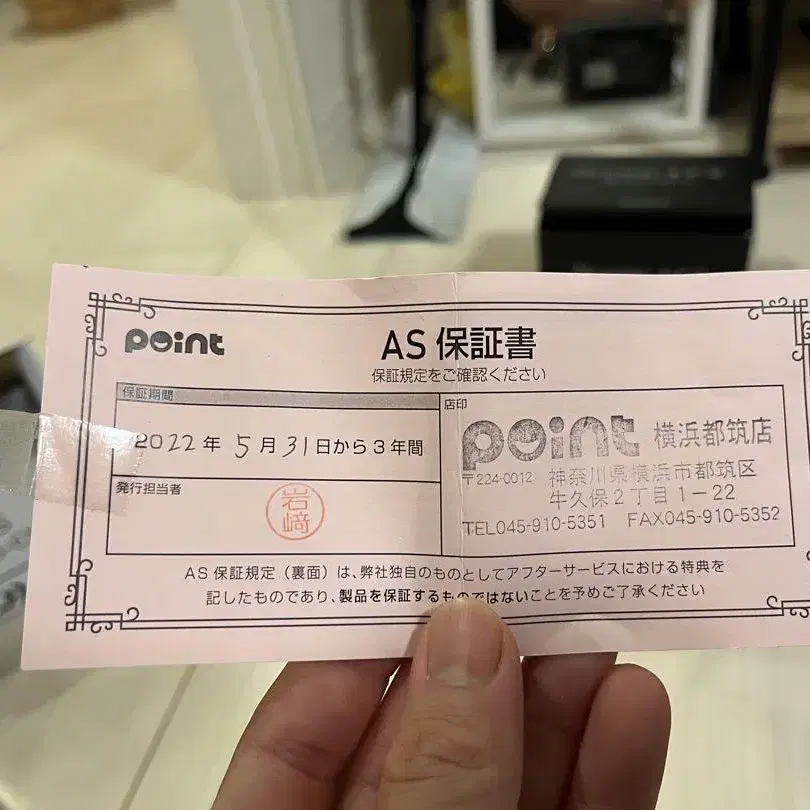 point
AS 保証書
保証規定をご確認ください
保証期間
2022年 5月31日から3年間
発行担当者
岩﨑
店印
point 横浜都筑店
〒224-0012 神奈川県横浜市都筑区
牛久保2丁目1-22
TEL045-910-5351 FAX045-910-5352
AS 保証規定（裏面）は、弊社独自のものとしてアフターサービスにおける特典を
記したものであり、製品を保証するものではないことを予めご了承ください